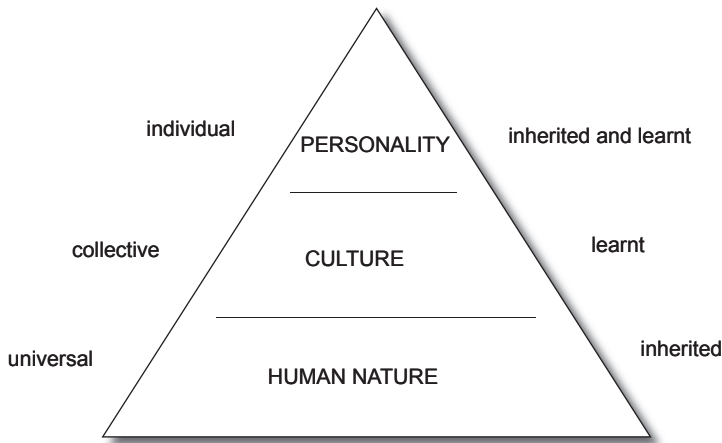 individual
PERSONALITY
inherited and learnt
collective
CULTURE
learnt
universal
HUMAN NATURE
inherited